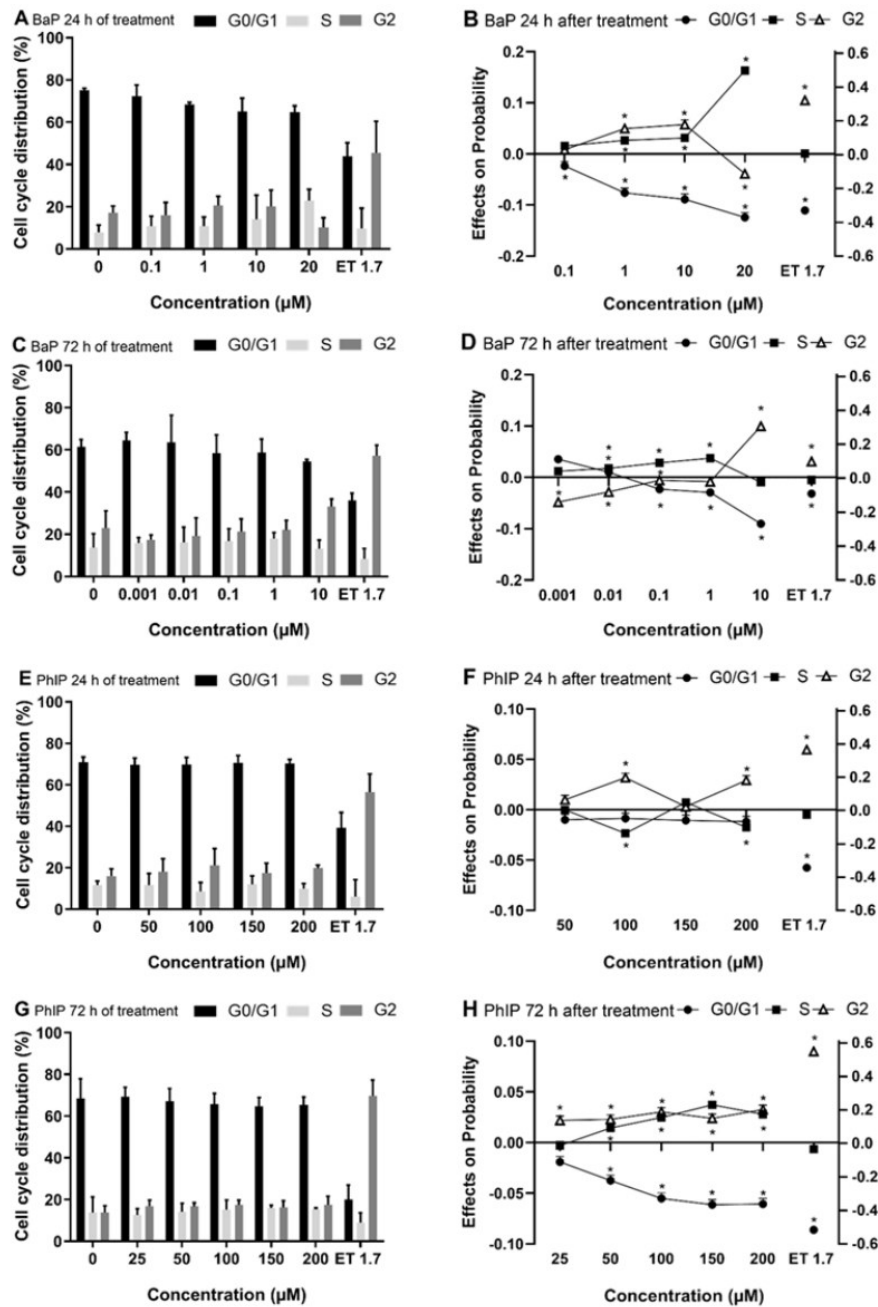 A BaP 24 h of treatment G0/G1 S G2
Cell cycle distribution (%)
100
80
60
40
20
0
0 0.1 1 10 20 ET 1.7
Concentration (µM)
B BaP 24 h after treatment G0/G1 S G2
Effects on Probability
0.2
0.1
0.0
-0.1
-0.2
0.6
0.4
0.2
0.0
-0.2
-0.4
-0.6
* * * * * * * * * * * *
0.1 1 10 20 ET 1.7
Concentration (µM)
C BaP 72 h of treatment G0/G1 S G2
Cell cycle distribution (%)
100
80
60
40
20
0
0 0.001 0.01 0.1 1 10 ET 1.7
Concentration (µM)
D BaP 72 h after treatment G0/G1 S G2
Effects on Probability
0.2
0.1
0.0
-0.1
-0.2
0.6
0.4
0.2
0.0
-0.2
-0.4
-0.6
* * * * * * * * * * * * *
0.001 0.01 0.1 1 10 ET 1.7
Concentration (µM)
E PhIP 24 h of treatment G0/G1 S G2
Cell cycle distribution (%)
100
80
60
40
20
0
0 50 100 150 200 ET 1.7
Concentration (µM)
F PhIP 24 h after treatment G0/G1 S G2
Effects on Probability
0.10
0.05
0.00
-0.05
-0.10
0.6
0.4
0.2
0.0
-0.2
-0.4
-0.6
* * * * * *
50 100 150 200 ET 1.7
Concentration (µM)
G PhIP 72 h of treatment G0/G1 S G2
Cell cycle distribution (%)
100
80
60
40
20
0
0 25 50 100 150 200 ET 1.7
Concentration (µM)
H PhIP 72 h after treatment G0/G1 S G2
Effects on Probability
0.10
0.05
0.00
-0.05
-0.10
0.6
0.4
0.2
0.0
-0.2
-0.4
-0.6
* * * * * * * * * * * * * * *
25 50 100 150 200 ET 1.7
Concentration (µM)